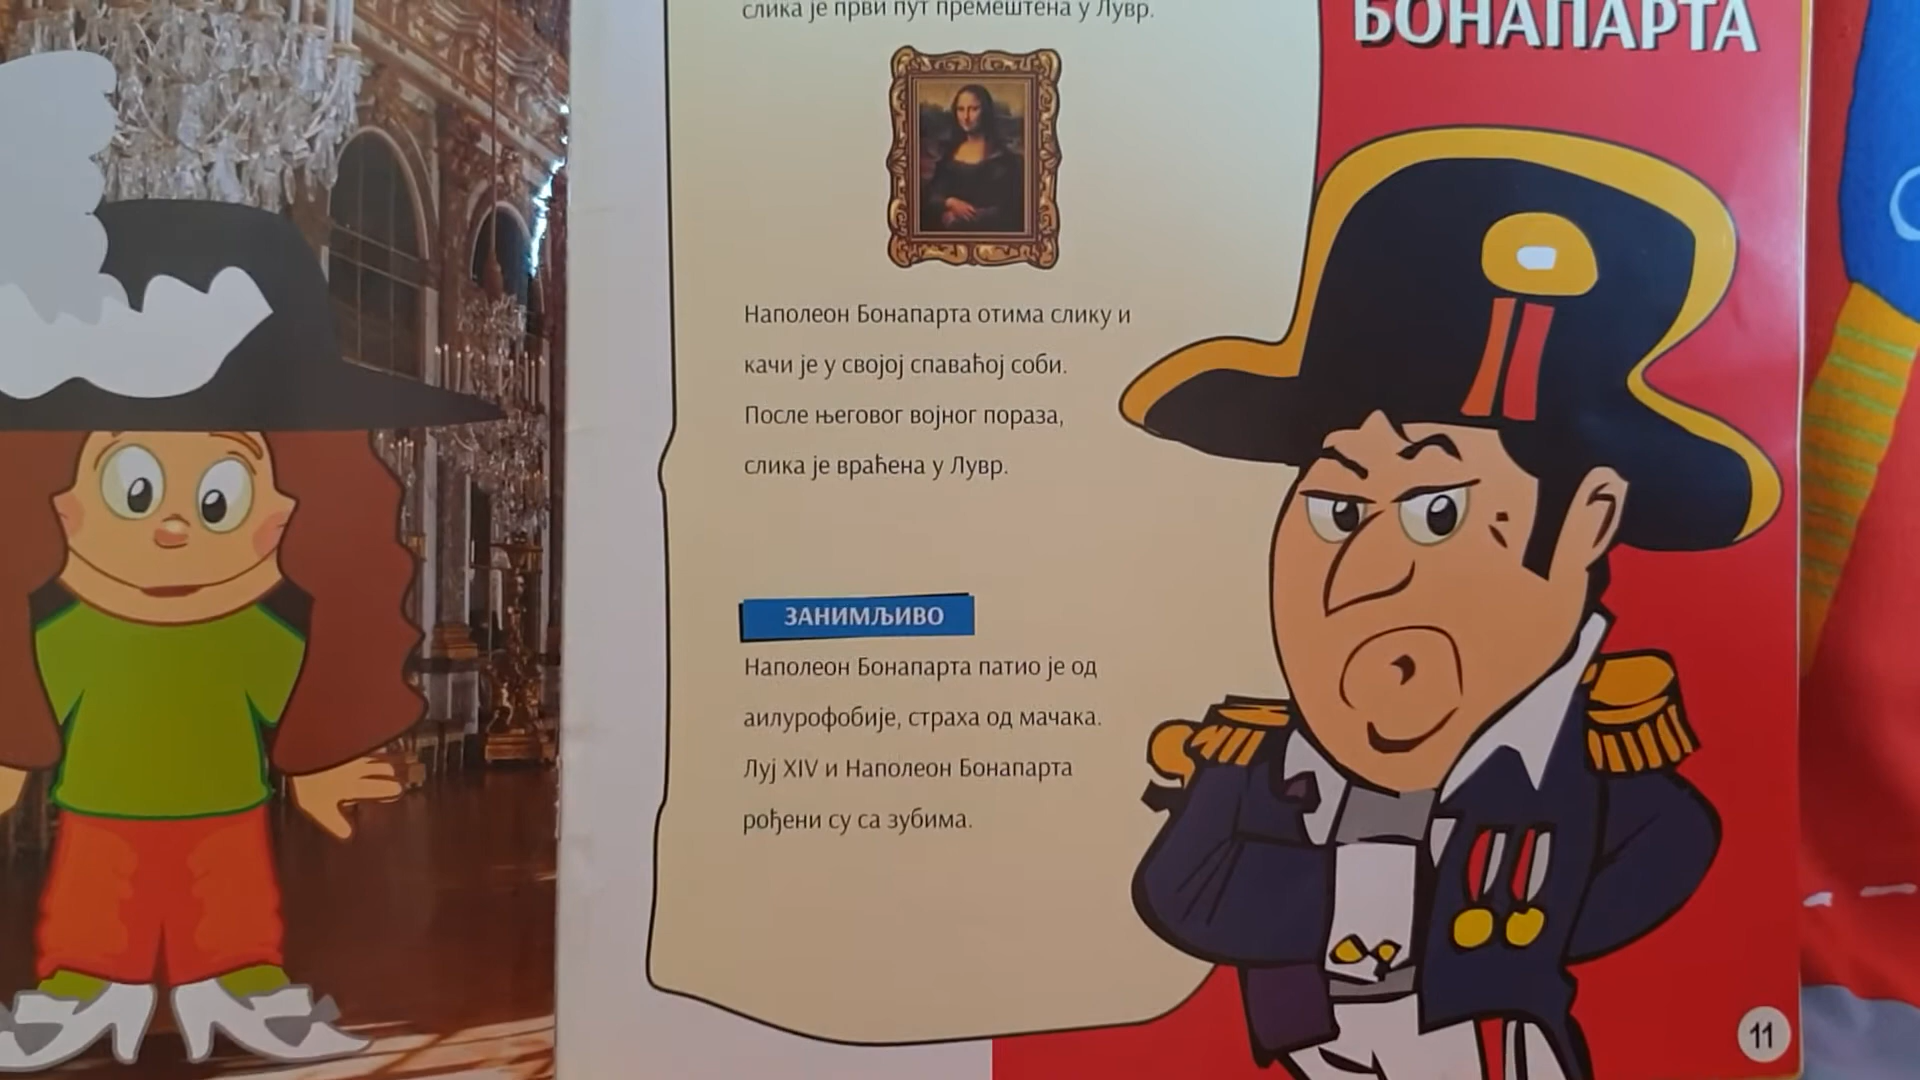 слика је први пут премештена у Лувр.
Наполеон Бонапарта отима слику и
качи је у својој спаваћој соби.
После његовог војног пораза,
слика је враћена у Лувр.
ЗАНИМЉИВО
Наполеон Бонапарта патио је од
аилурофобије, страха од мачака.
Луј XIV и Наполеон Бонапарта
рођени су са зубима.
БОНАПАРТА
11